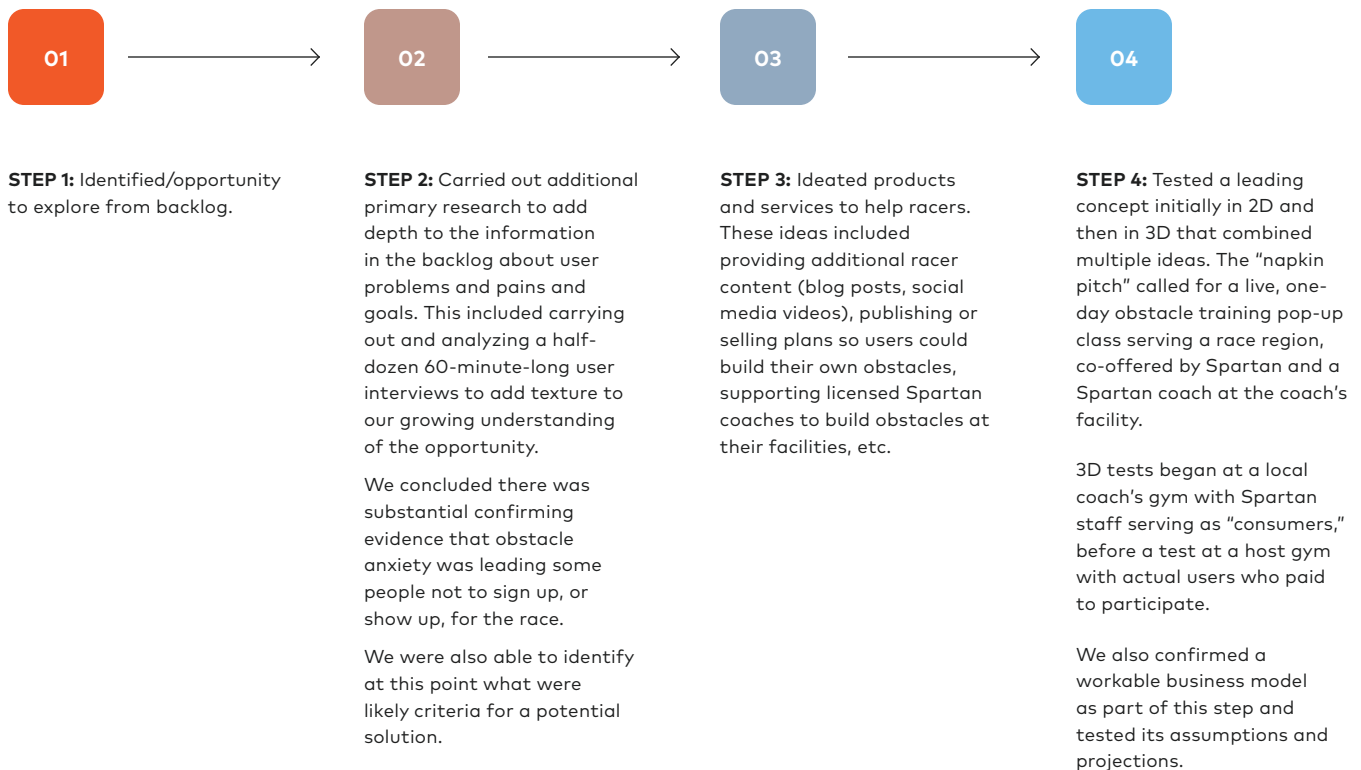 01
02
03
04
STEP 1: Identified/opportunity
to explore from backlog.
STEP 2: Carried out additional
primary research to add
depth to the information
in the backlog about user
problems and pains and
goals. This included carrying
out and analyzing a half-
dozen 60-minute-long user
interviews to add texture to
our growing understanding
of the opportunity.
We concluded there was
substantial confirming
evidence that obstacle
anxiety was leading some
people not to sign up, or
show up, for the race.
We were also able to identify
at this point what were
likely criteria for a potential
solution.
STEP 3: Ideated products
and services to help racers.
These ideas included
providing additional racer
content (blog posts, social
media videos), publishing or
selling plans so users could
build their own obstacles,
supporting licensed Spartan
coaches to build obstacles at
their facilities, etc.
STEP 4: Tested a leading
concept initially in 2D and
then in 3D that combined
multiple ideas. The “napkin
pitch” called for a live, one-
day obstacle training pop-up
class serving a race region,
co-offered by Spartan and a
Spartan coach at the coach’s
facility.
3D tests began at a local
coach’s gym with Spartan
staff serving as “consumers,”
before a test at a host gym
with actual users who paid
to participate.
We also confirmed a
workable business model
as part of this step and
tested its assumptions and
projections.